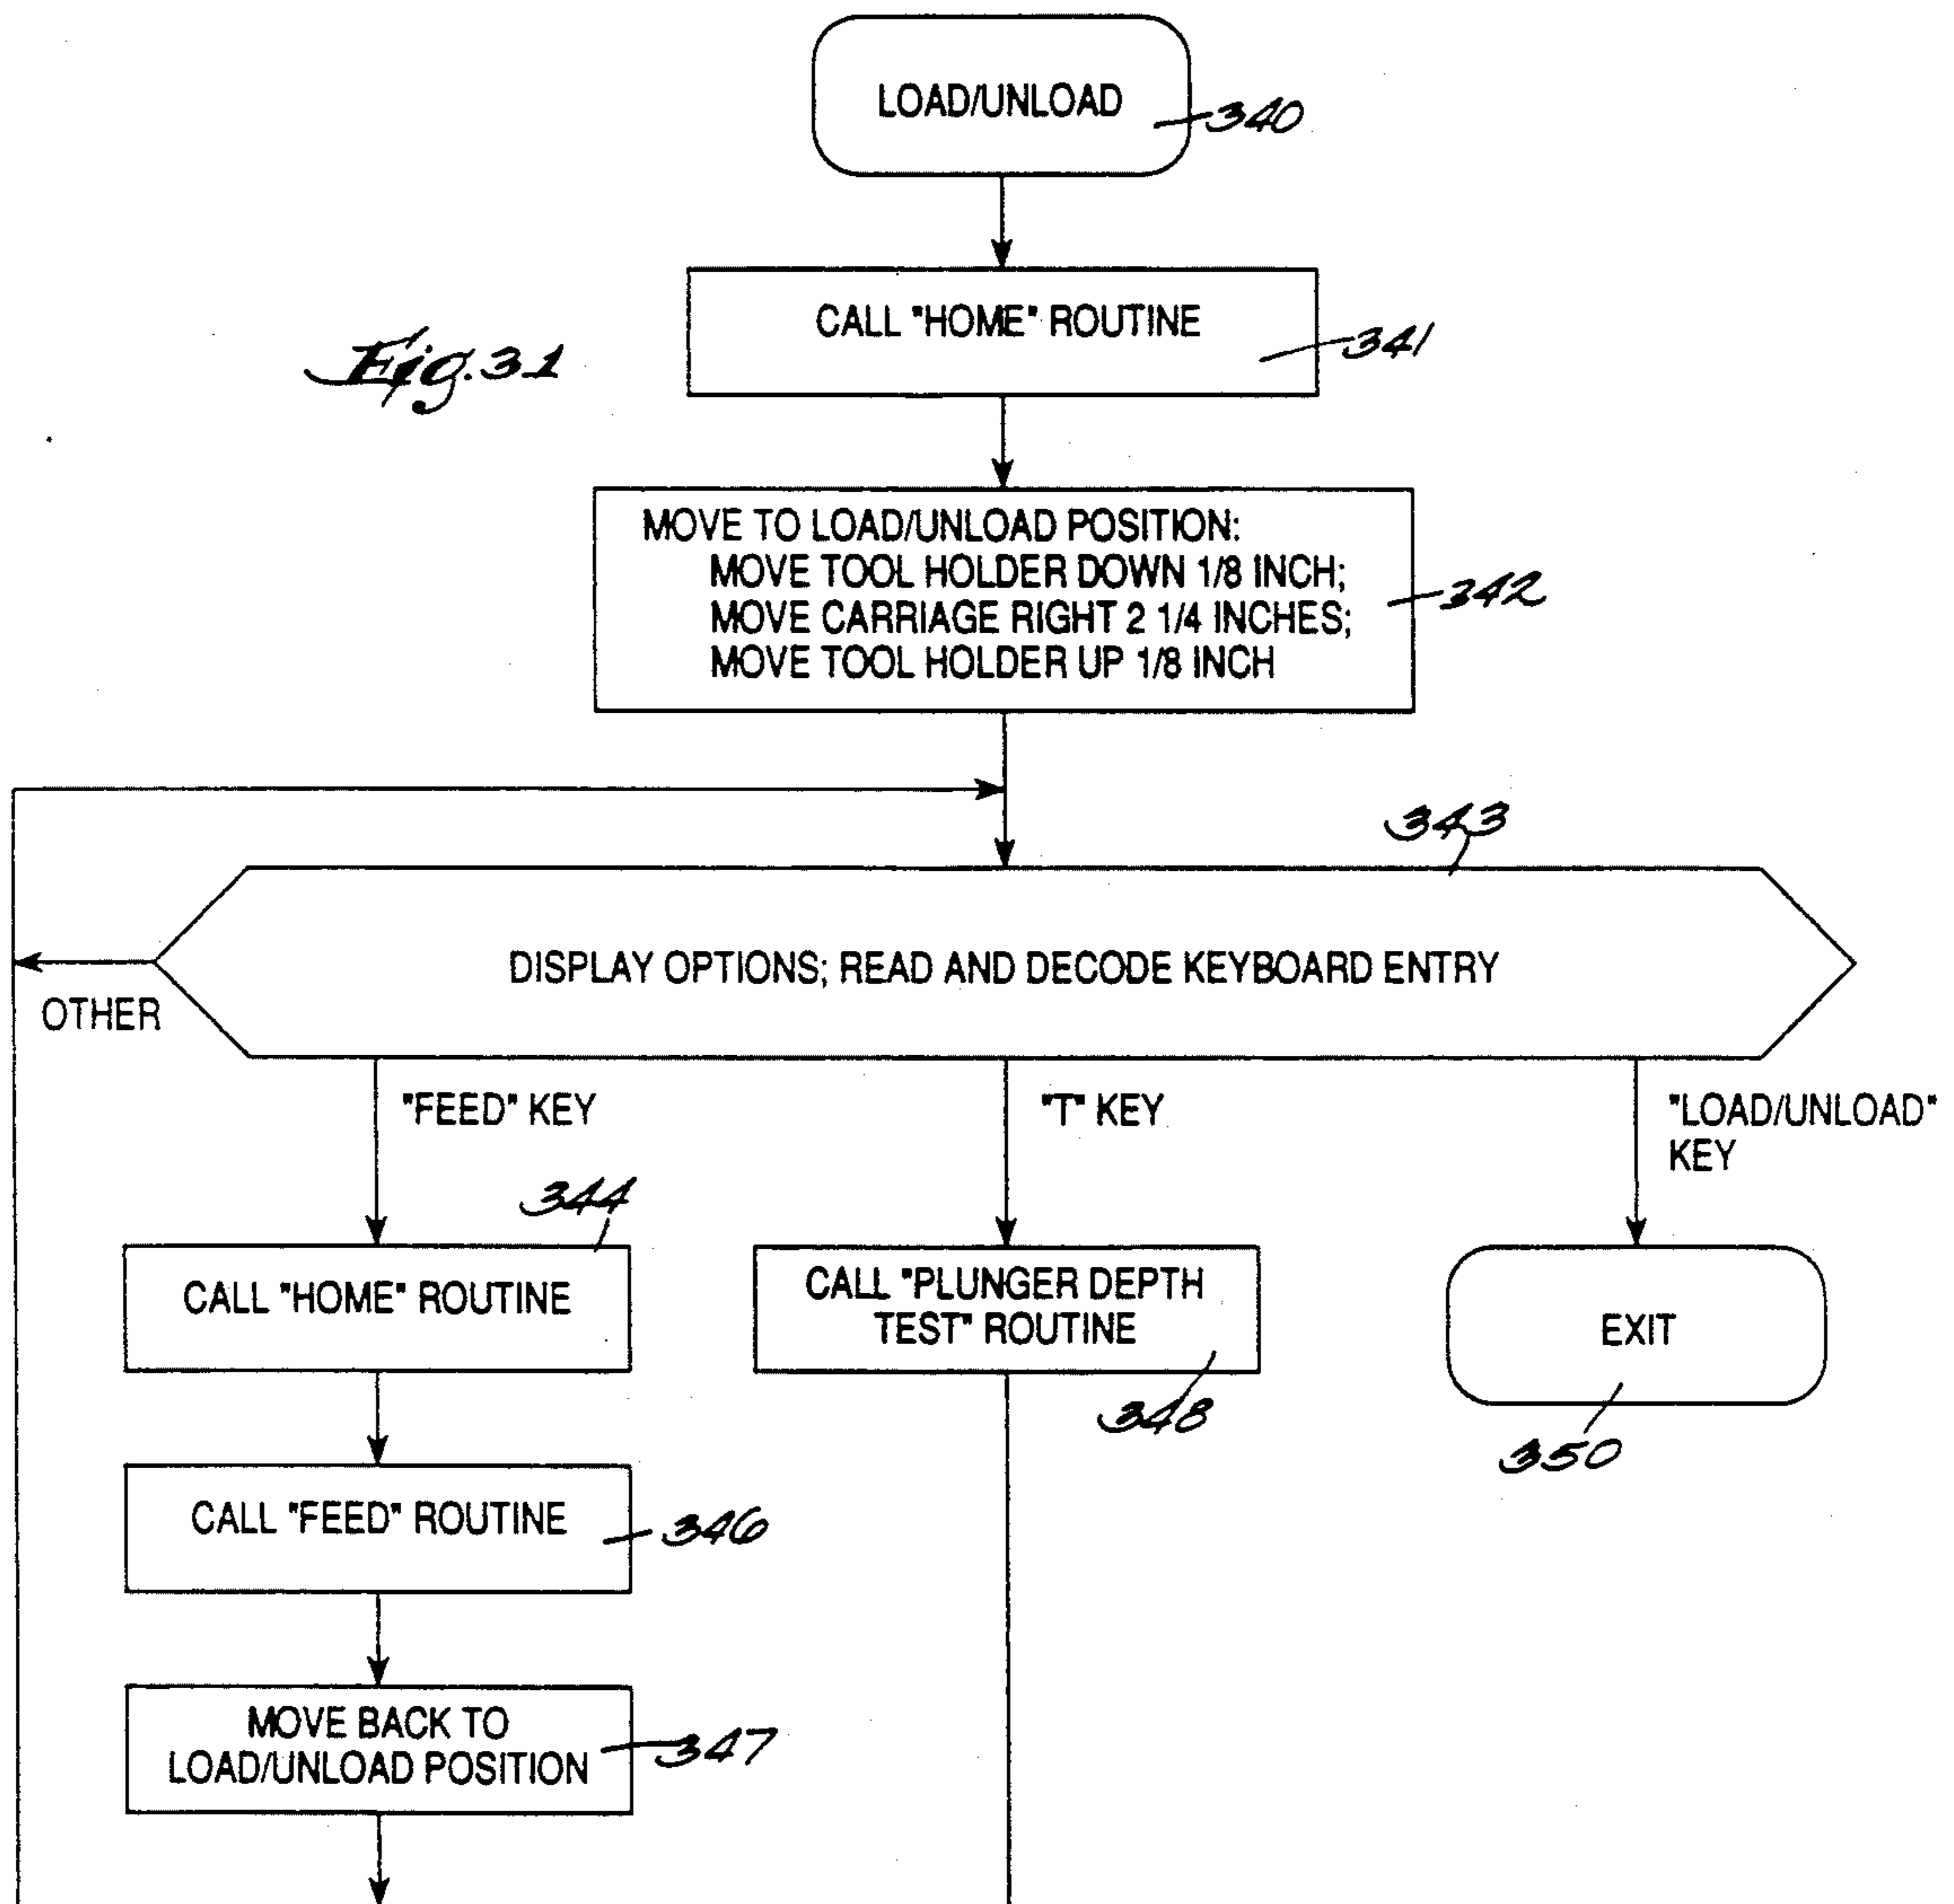 LOAD/UNLOAD
340
CALL "HOME" ROUTINE
341
Fig. 31
MOVE TO LOAD/UNLOAD POSITION:
MOVE TOOL HOLDER DOWN 1/8 INCH;
MOVE CARRIAGE RIGHT 2 1/4 INCHES;
MOVE TOOL HOLDER UP 1/8 INCH
342
343
DISPLAY OPTIONS; READ AND DECODE KEYBOARD ENTRY
OTHER
"FEED" KEY
"T" KEY
"LOAD/UNLOAD"
KEY
344
CALL "HOME" ROUTINE
CALL "PLUNGER DEPTH
TEST" ROUTINE
348
EXIT
350
CALL "FEED" ROUTINE
346
MOVE BACK TO
LOAD/UNLOAD POSITION
347